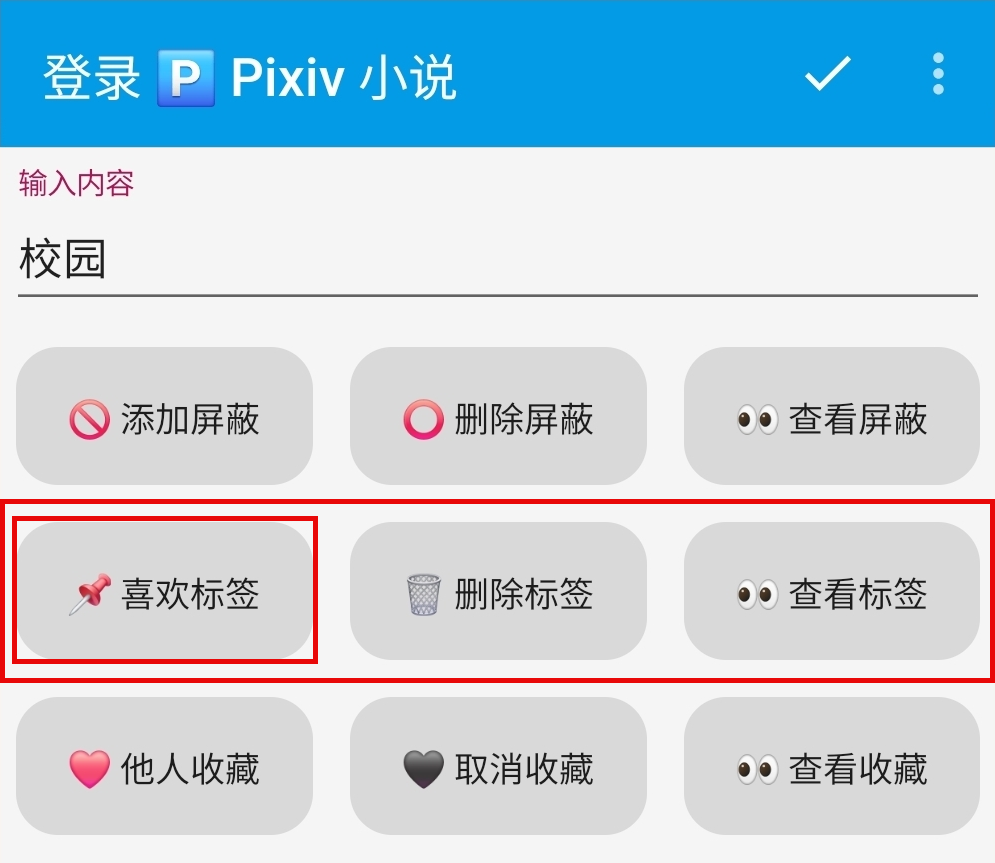 登录 🅿️ Pixiv 小说
输入内容
校园
🚫 添加屏蔽
⭕ 删除屏蔽
👀 查看屏蔽
📌 喜欢标签
🗑 删除标签
👀 查看标签
❤️ 他人收藏
🖤 取消收藏
👀 查看收藏